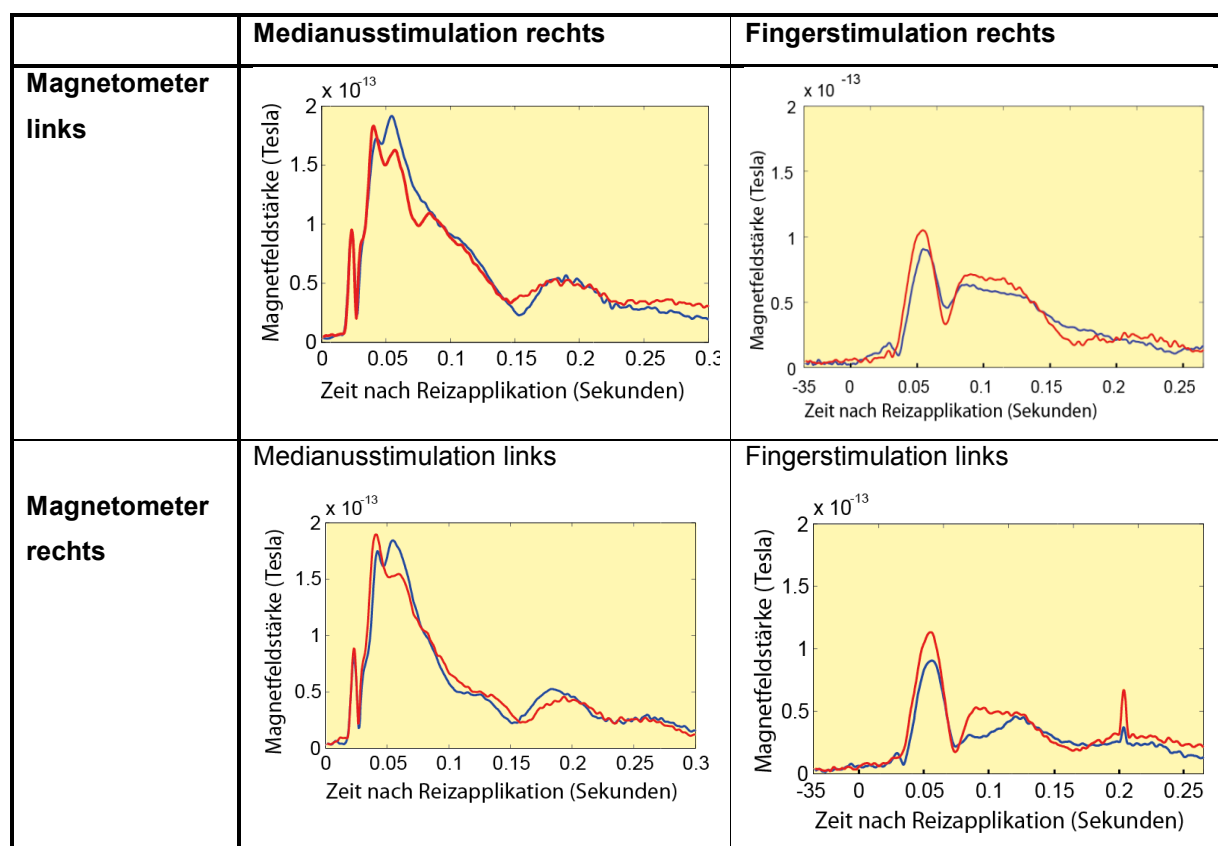 Medianusstimulation rechts
Fingerstimulation rechts
Magnetometer
links
x 10-13
2
1.5
1
0.5
0
Magnetfeldstärke (Tesla)
0 0.05 0.1 0.15 0.2 0.25 0.3
Zeit nach Reizapplikation (Sekunden)
x 10 -13
2
1.5
1
0.5
0
Magnetfeldstärke (Tesla)
-35 0 0.05 0.1 0.15 0.2 0.25
Zeit nach Reizapplikation (Sekunden)
Magnetometer
rechts
Medianusstimulation links
x 10-13
2
1.5
1
0.5
0
Magnetfeldstärke (Tesla)
0 0.05 0.1 0.15 0.2 0.25 0.3
Zeit nach Reizapplikation (Sekunden)
Fingerstimulation links
x 10-13
2
1.5
1
0.5
0
Magnetfeldstärke (Tesla)
-35 0 0.05 0.1 0.15 0.2 0.25
Zeit nach Reizapplikation (Sekunden)